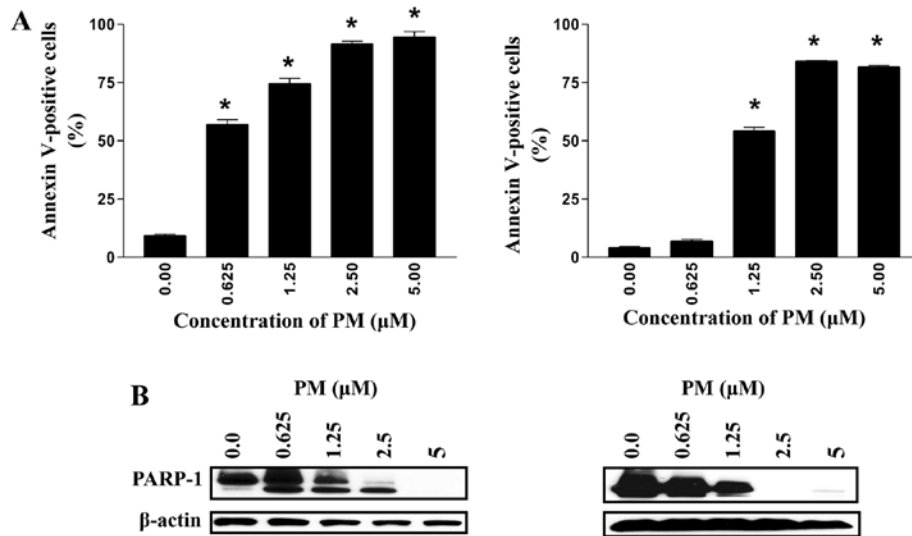 A
Annexin V-positive cells
(%)
100
75
50
25
0
*
*
*
*
0.00
0.625
1.25
2.50
5.00
Concentration of PM (µM)
Annexin V-positive cells
(%)
100
75
50
25
0
*
*
*
0.00
0.625
1.25
2.50
5.00
Concentration of PM (µM)
B
PM (µM)
0.0 0.625 1.25 2.5 5
PM (µM)
0.0 0.625 1.25 2.5 5
PARP-1
β-actin